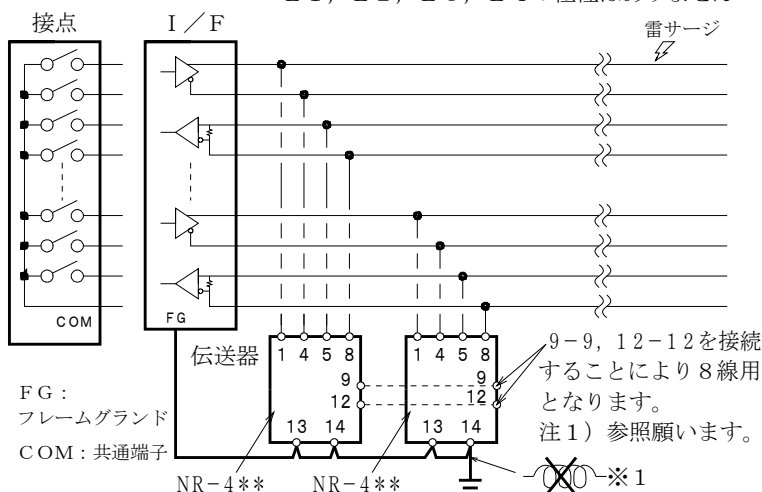 接点
I/F
雷サージ
COM
FG
伝送器
1 4 5 8
9
12
13 14
1 4 5 8
9
12
13 14
9-9, 12-12を接続
することにより8線用
となります。
注1) 参照願います。
FG:
フレームグランド
COM:共通端子
NR-4**
NR-4**
※1